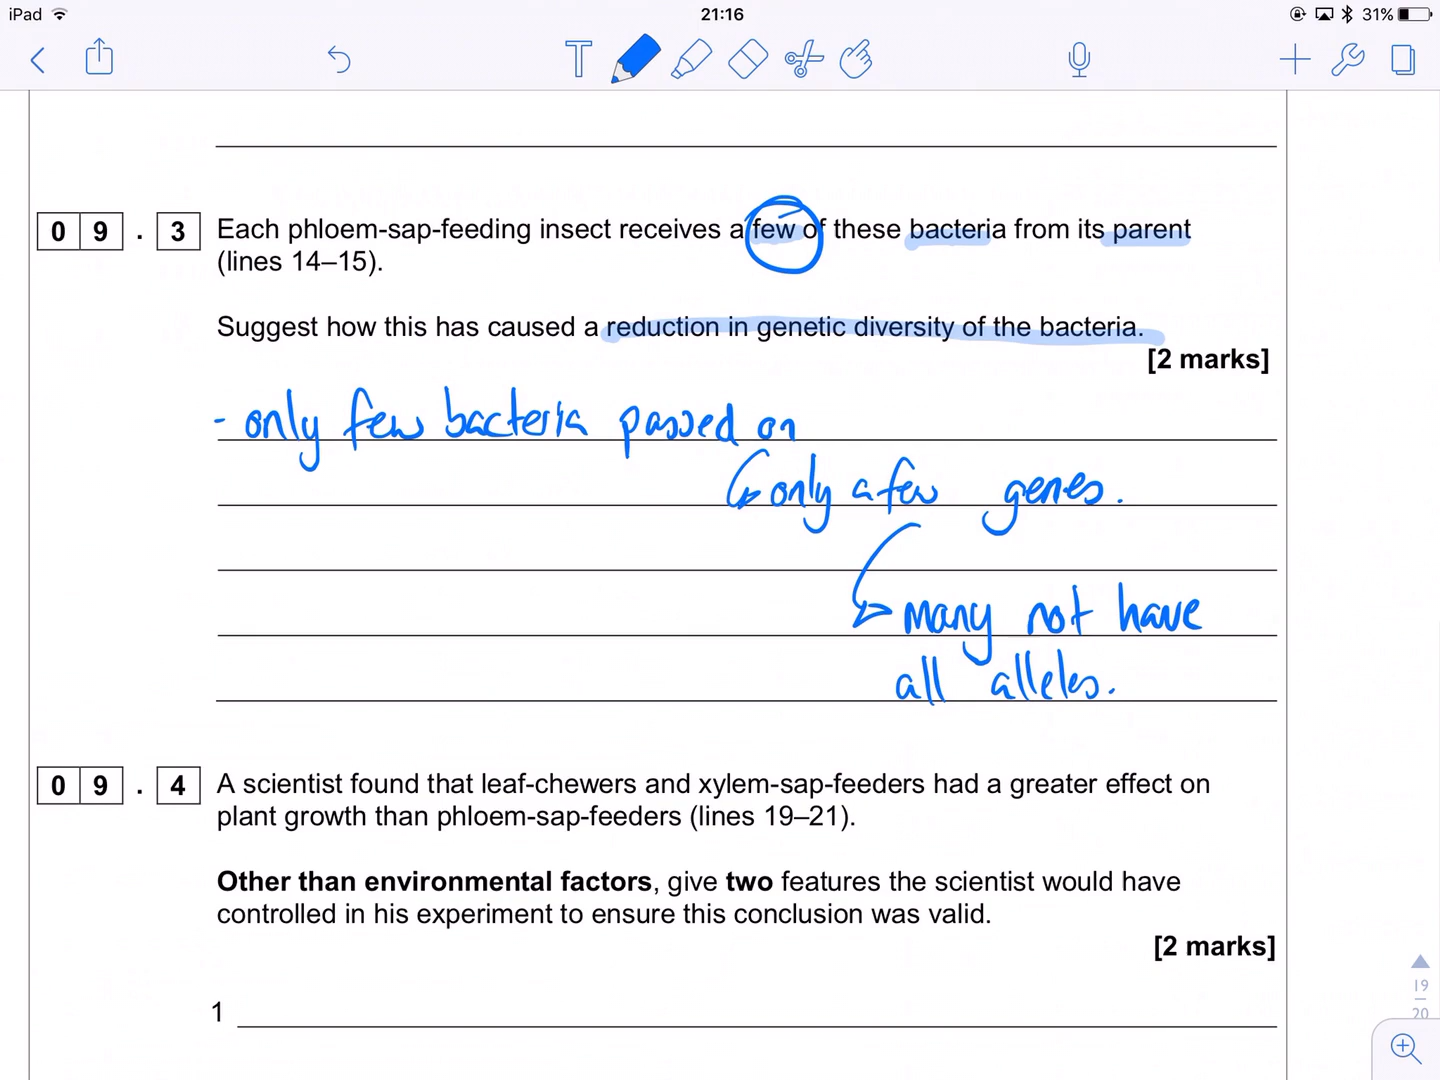 iPad 21:16 31%
T
0 9 . 3 Each phloem-sap-feeding insect receives a few of these bacteria from its parent
(lines 14–15).
Suggest how this has caused a reduction in genetic diversity of the bacteria.
[2 marks]
- only few bacteria passed on
only a few genes.
many not have
all alleles.
0 9 . 4 A scientist found that leaf-chewers and xylem-sap-feeders had a greater effect on
plant growth than phloem-sap-feeders (lines 19–21).
Other than environmental factors, give two features the scientist would have
controlled in his experiment to ensure this conclusion was valid.
[2 marks]
1
19
20